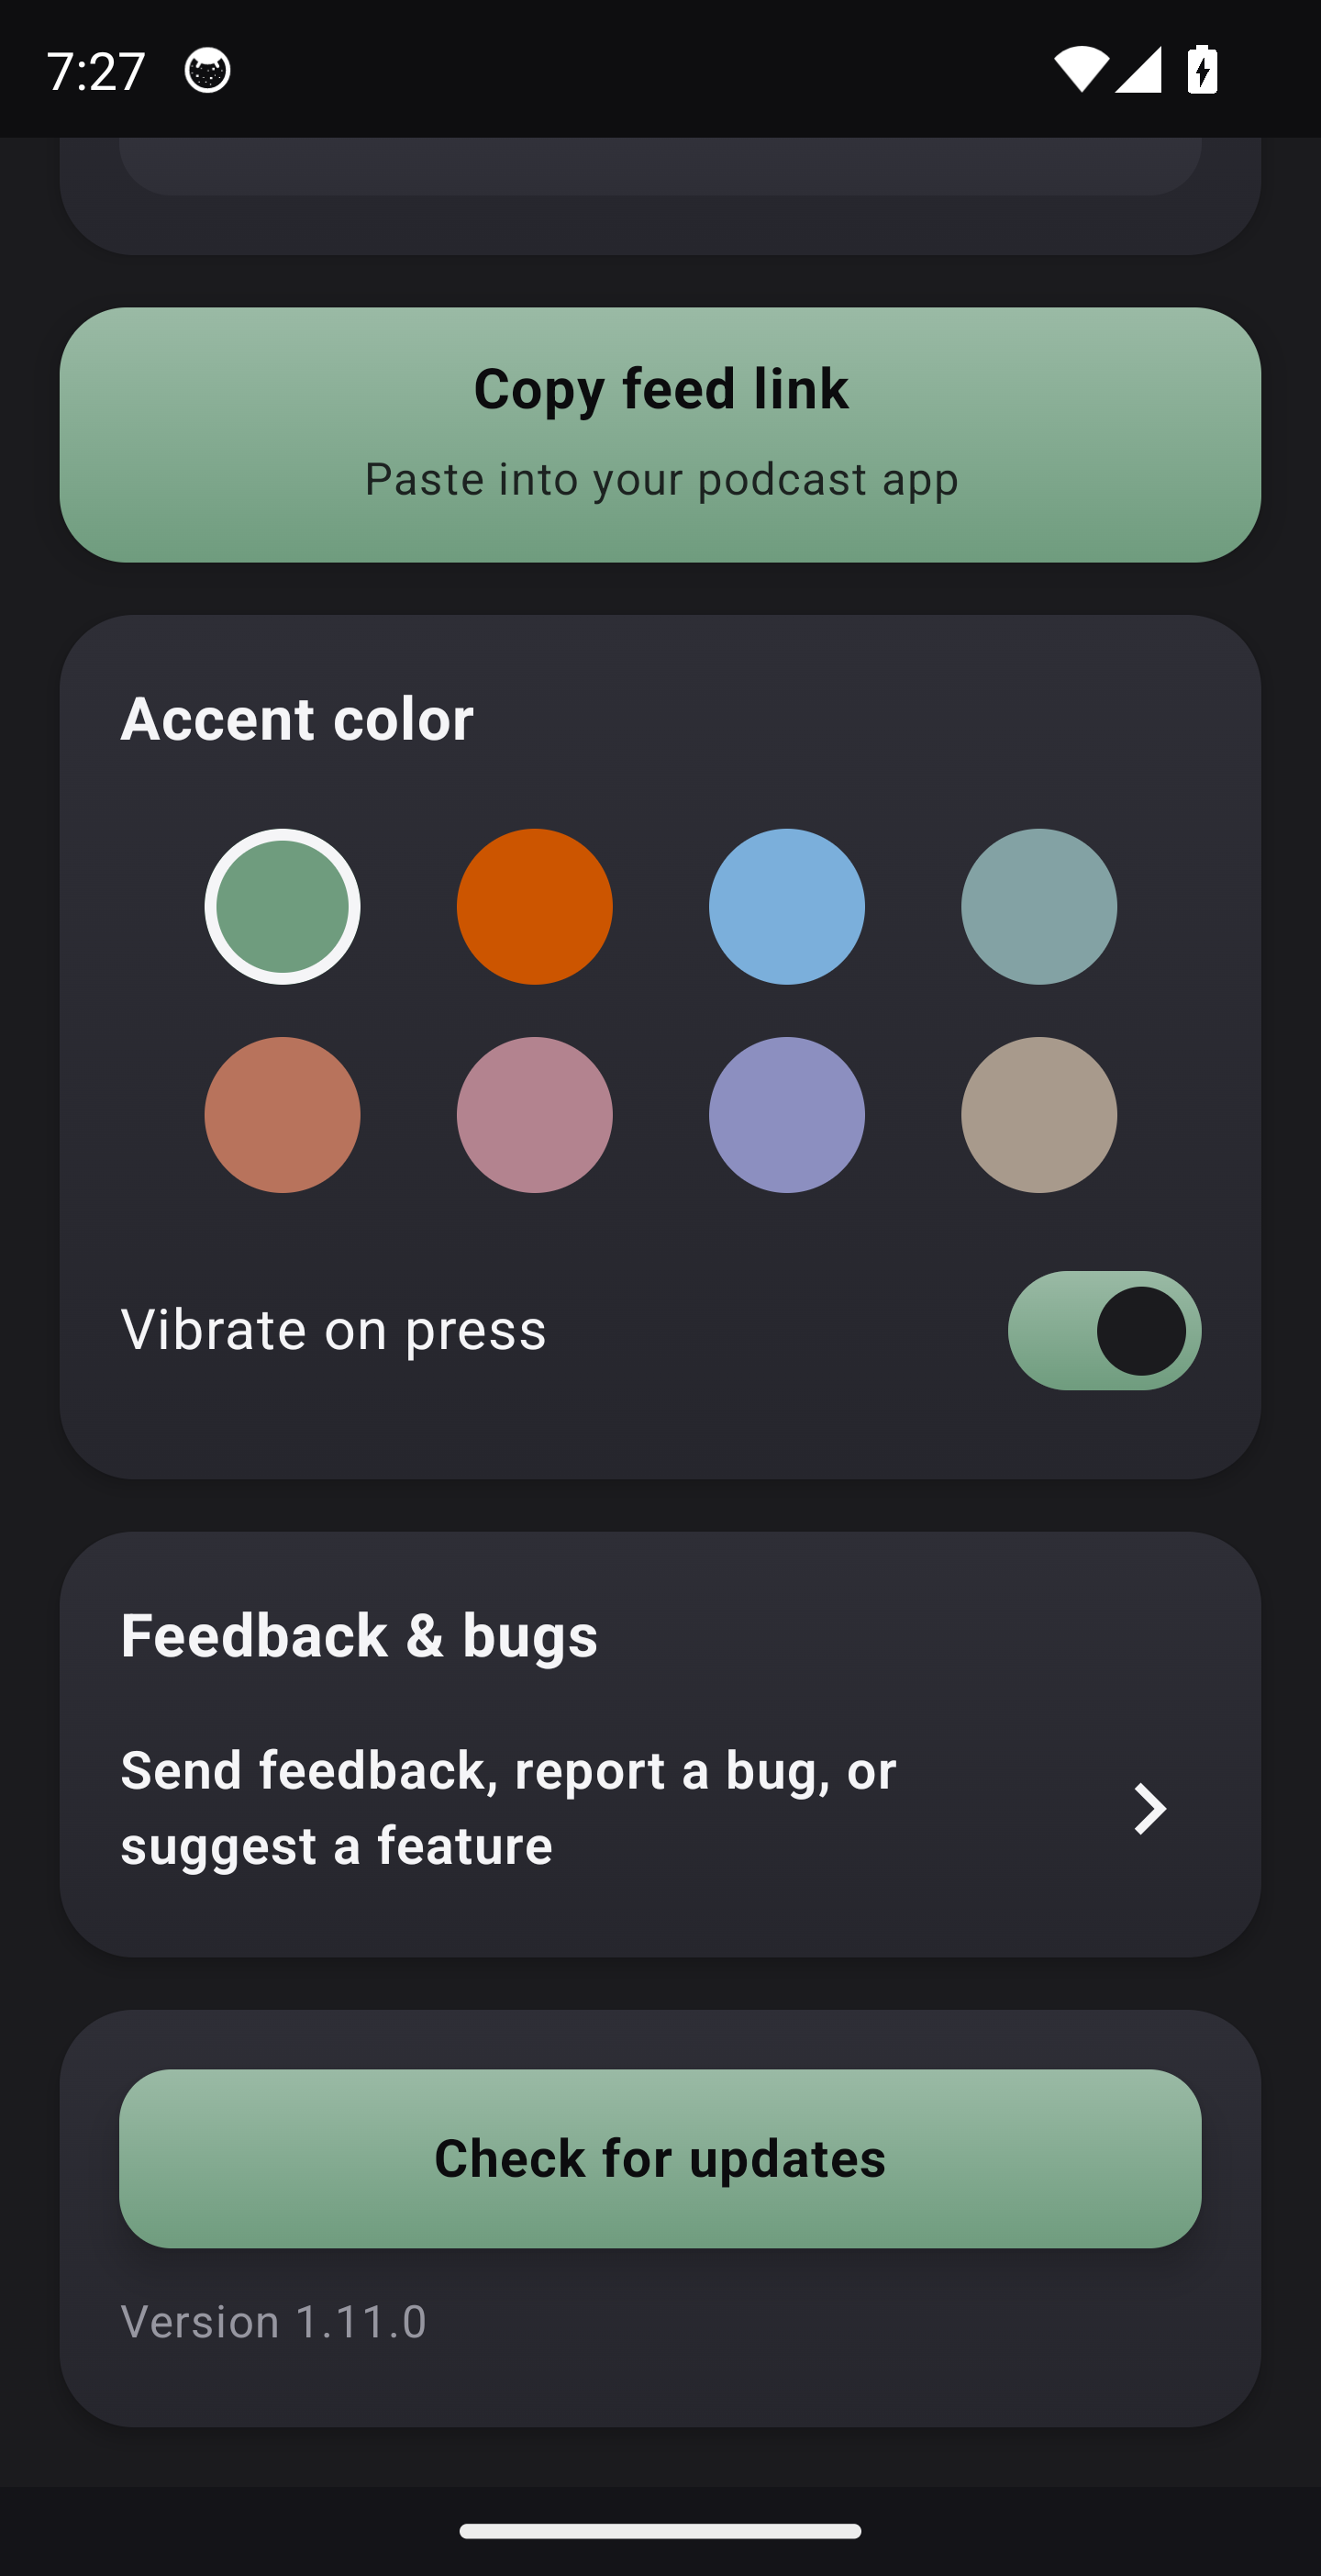 7:27
Copy feed link
Paste into your podcast app
Accent color
Vibrate on press
Feedback & bugs
Send feedback, report a bug, or
suggest a feature
Check for updates
Version 1.11.0